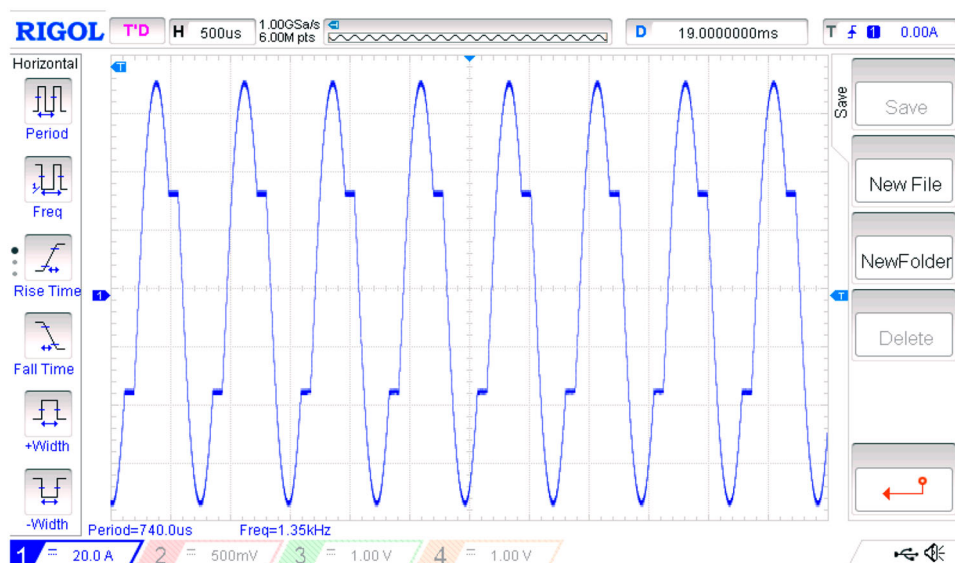 RIGOL T'D H 500us 1.00GSa/s D 19.0000000ms T 1 0.00A
6.00M pts
Horizontal
Period
Freq
Rise Time
Fall Time
+Width
-Width
T
T
1
T
Save
Save
New File
NewFolder
Delete
Period=740.0us Freq=1.35kHz
1 = 20.0 A 2 = 500mV 3 = 1.00 V 4 = 1.00 V